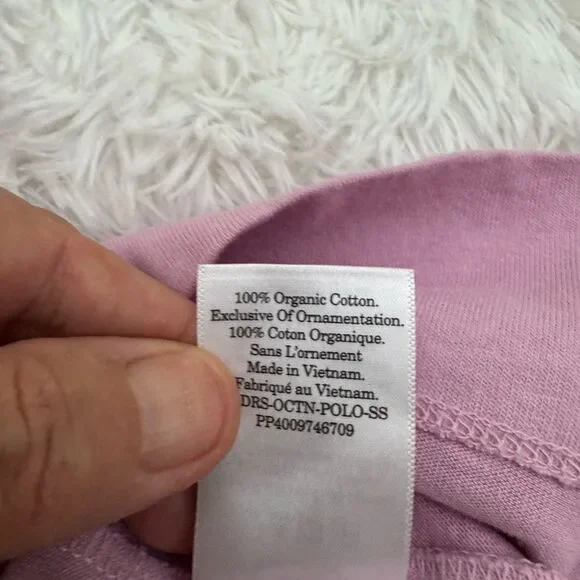 100% Organic Cotton.
Exclusive Of Ornamentation.
100% Coton Organique.
Sans L'ornement
Made in Vietnam.
Fabriqué au Vietnam.
DRS-OCTN-POLO-SS
PP4009746709